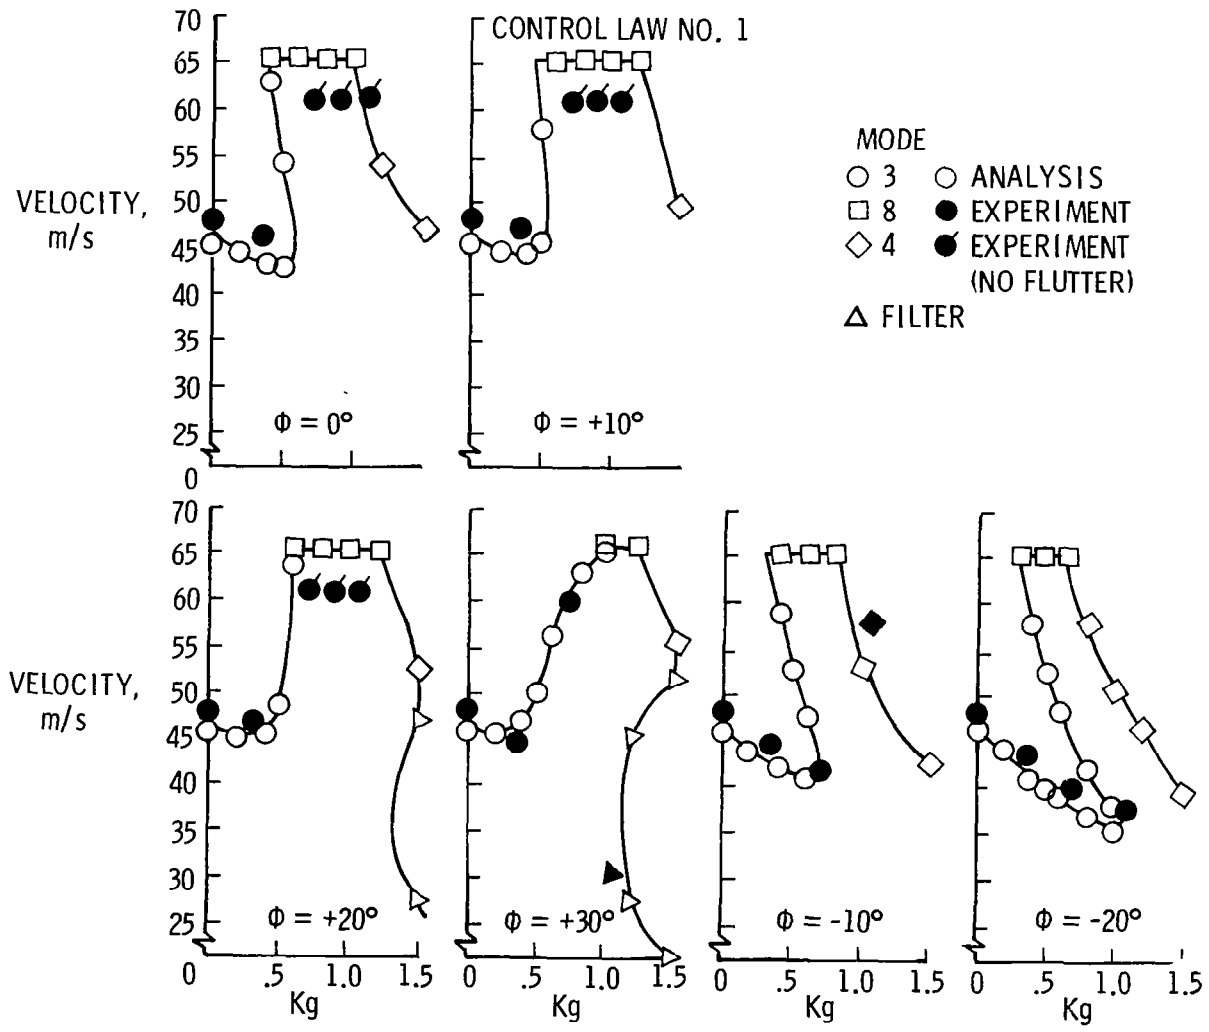 CONTROL LAW NO. 1
70
65
60
55
50
45
40
35
30
25
0
VELOCITY,
m/s
Φ = 0°
Φ = +10°
MODE
3 ANALYSIS
8 EXPERIMENT
4 EXPERIMENT
(NO FLUTTER)
FILTER
70
65
60
55
50
45
40
35
30
25
VELOCITY,
m/s
Φ = +20°
Φ = +30°
Φ = -10°
Φ = -20°
0 .5 1.0 1.5
0 .5 1.0
0 .5 1.0 1.5
0 .5 1.0 1.5
Kg
Kg
Kg
Kg